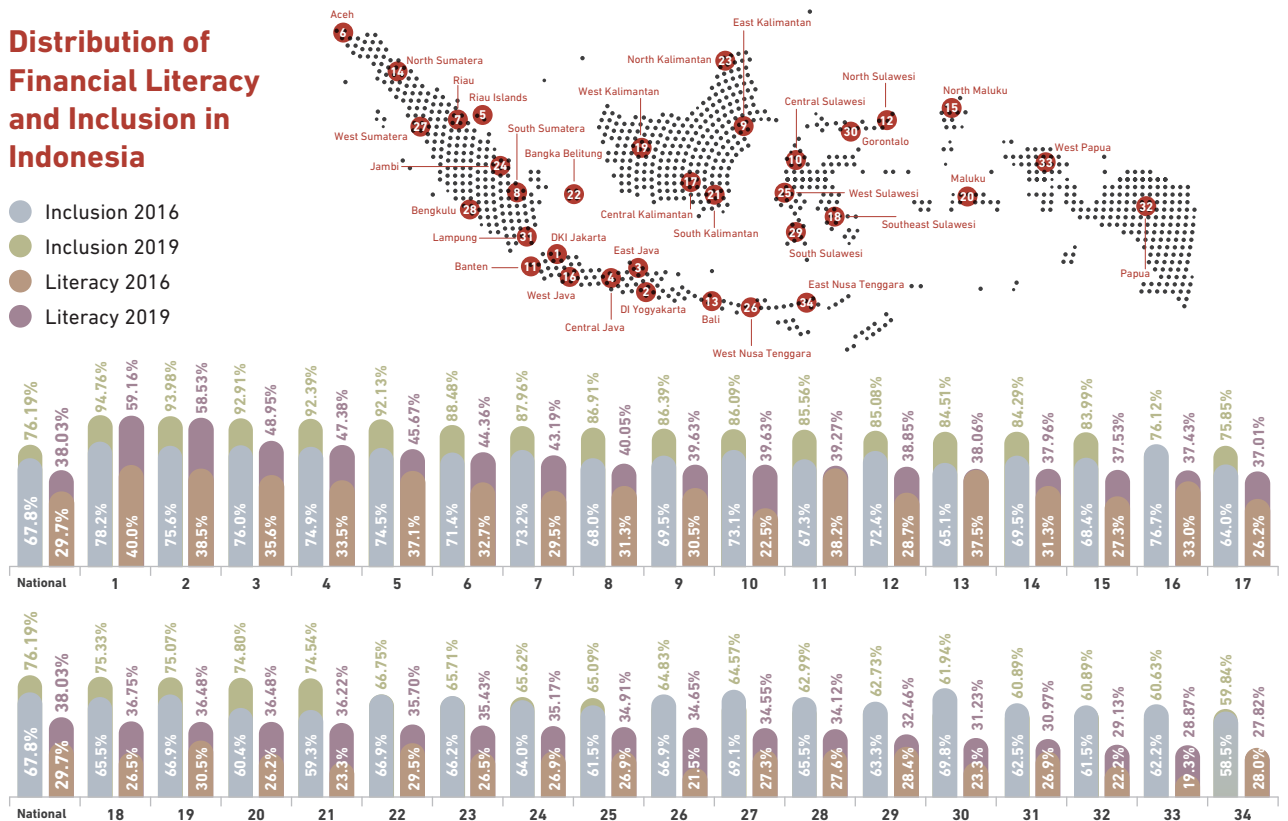 Distribution of
Financial Literacy
and Inclusion in
Indonesia
Inclusion 2016
Inclusion 2019
Literacy 2016
Literacy 2019
Aceh
6
North Sumatera
14
Riau
7
Riau Islands
5
West Sumatera
27
South Sumatera
8
Jambi
24
Bangka Belitung
22
Bengkulu
28
Lampung
31
DKI Jakarta
1
Banten
11
West Java
16
East Java
3
Central Java
4
DI Yogyakarta
2
Bali
13
West Nusa Tenggara
26
East Nusa Tenggara
34
East Kalimantan
9
North Kalimantan
23
West Kalimantan
19
Central Kalimantan
17
South Kalimantan
21
Central Sulawesi
10
North Sulawesi
12
Gorontalo
30
West Sulawesi
25
Southeast Sulawesi
18
South Sulawesi
29
North Maluku
15
Maluku
20
West Papua
33
Papua
32
76.19% 38.03% 94.76% 59.16% 93.98% 58.53% 92.91% 48.95% 92.39% 47.38% 92.13% 45.67% 88.48% 44.36% 87.96% 43.19% 86.91% 40.05% 86.39% 39.63% 86.09% 39.63% 85.56% 39.27% 85.08% 38.85% 84.51% 38.06% 84.29% 37.96% 83.99% 37.53% 76.12% 37.43% 75.85% 37.01%
67.8% 29.7% 78.2% 40.0% 75.6% 38.5% 76.0% 35.6% 74.9% 33.5% 74.5% 37.1% 71.4% 32.7% 73.2% 29.5% 68.0% 31.3% 69.5% 30.5% 73.1% 22.5% 67.3% 38.2% 72.4% 28.7% 65.1% 37.5% 69.5% 31.3% 68.4% 27.3% 76.7% 33.0% 64.0% 26.2%
National 1 2 3 4 5 6 7 8 9 10 11 12 13 14 15 16 17
76.19% 38.03% 75.33% 36.75% 75.07% 36.48% 74.80% 36.48% 74.54% 36.22% 66.75% 35.70% 65.71% 35.43% 65.62% 35.17% 65.09% 34.91% 64.83% 34.65% 64.57% 34.55% 62.99% 34.12% 62.73% 32.46% 61.94% 31.23% 60.89% 30.97% 60.89% 29.13% 60.63% 28.87% 59.84% 27.82%
67.8% 29.7% 65.5% 26.5% 66.9% 30.5% 60.4% 26.2% 59.3% 23.3% 66.9% 29.5% 66.2% 26.5% 64.0% 26.9% 61.5% 26.9% 66.9% 21.5% 69.1% 27.3% 65.5% 27.6% 63.3% 28.4% 69.8% 23.3% 62.5% 26.9% 61.5% 22.2% 62.2% 19.3% 58.5% 28.0%
National 18 19 20 21 22 23 24 25 26 27 28 29 30 31 32 33 34